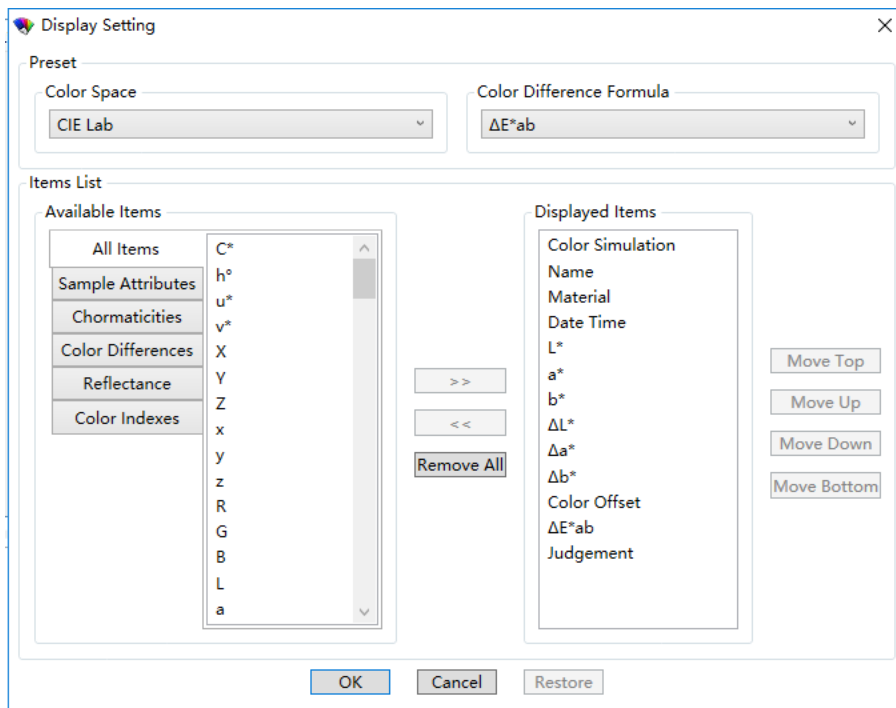 Display Setting
Preset
Color Space
CIE Lab
Color Difference Formula
ΔE*ab
Items List
Available Items
All Items
Sample Attributes
Chormaticities
Color Differences
Reflectance
Color Indexes
C*
h°
u*
v*
X
Y
Z
x
y
z
R
G
B
L
a
>>
<<
Remove All
Displayed Items
Color Simulation
Name
Material
Date Time
L*
a*
b*
ΔL*
Δa*
Δb*
Color Offset
ΔE*ab
Judgement
Move Top
Move Up
Move Down
Move Bottom
OK
Cancel
Restore